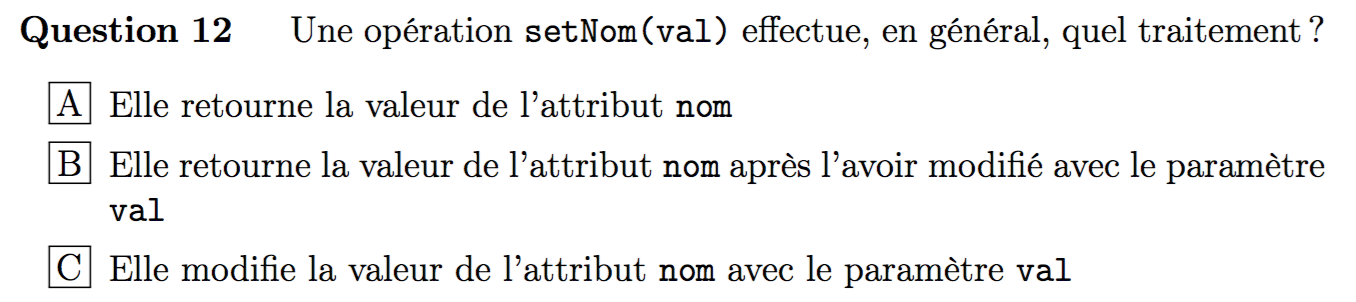 Question 12 Une opération setNom(val) effectue, en général, quel traitement ?
A Elle retourne la valeur de l'attribut nom
B Elle retourne la valeur de l'attribut nom après l'avoir modifié avec le paramètre
val
C Elle modifie la valeur de l'attribut nom avec le paramètre val